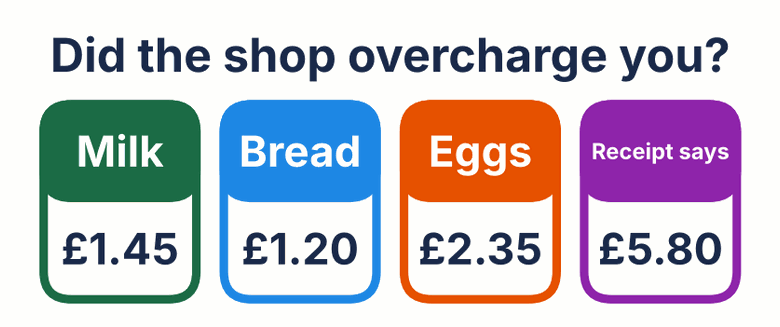 Did the shop overcharge you?
Milk
£1.45
Bread
£1.20
Eggs
£2.35
Receipt says
£5.80